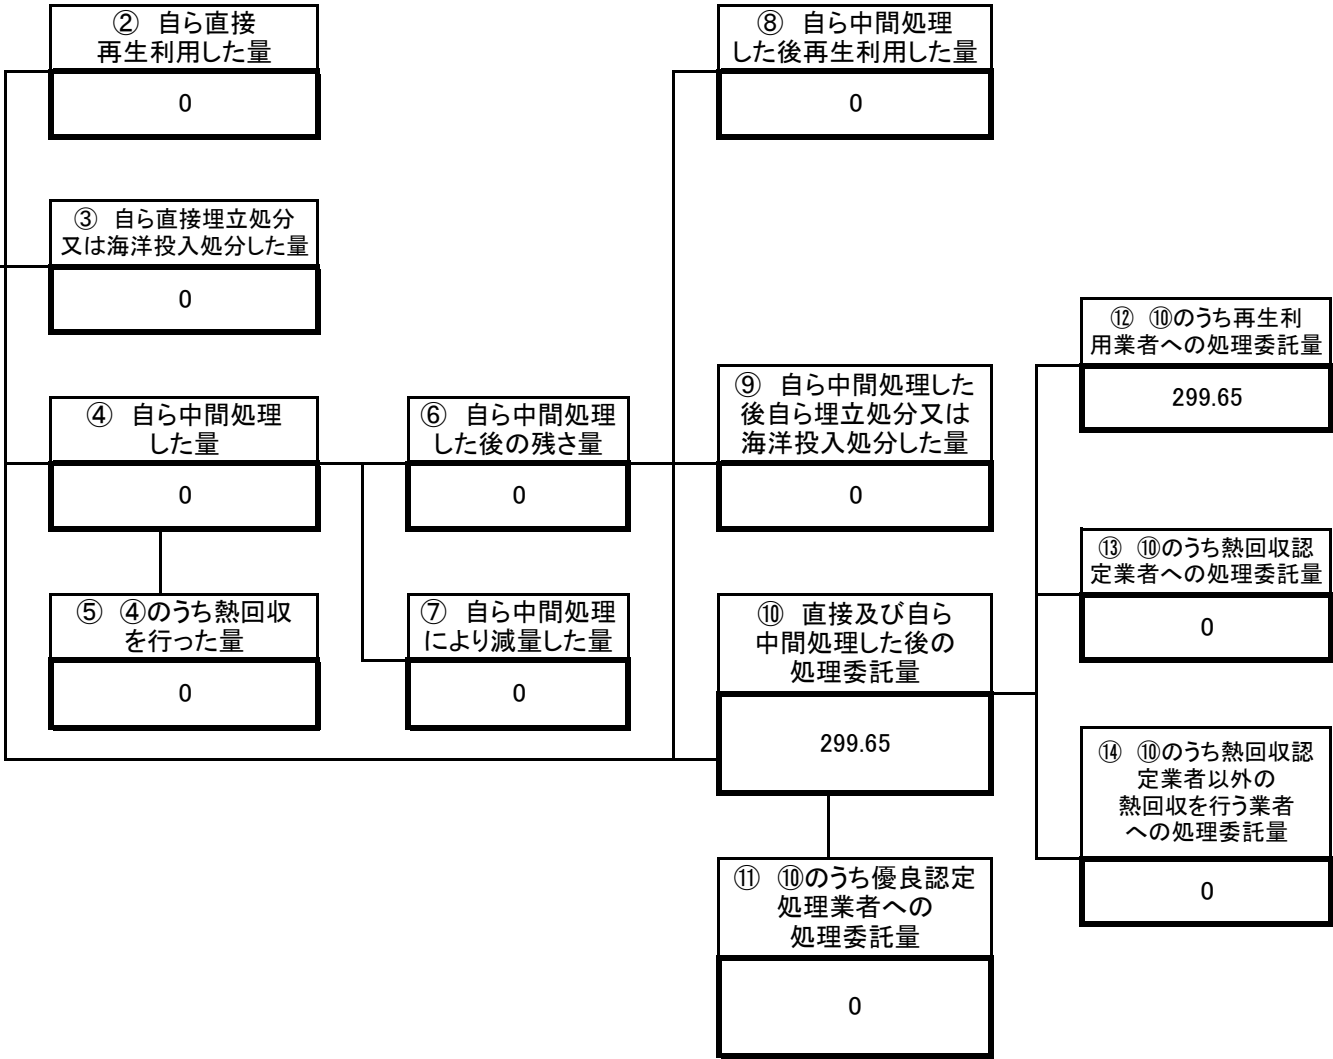 ② 自ら直接
再生利用した量
0
③ 自ら直接埋立処分
又は海洋投入処分した量
0
④ 自ら中間処理
した量
0
⑤ ④のうち熱回収
を行った量
0
⑥ 自ら中間処理
した後の残さ量
0
⑦ 自ら中間処理
により減量した量
0
⑧ 自ら中間処理
した後再生利用した量
0
⑨ 自ら中間処理した
後自ら埋立処分又は
海洋投入処分した量
0
⑩ 直接及び自ら
中間処理した後の
処理委託量
299.65
⑪ ⑩のうち優良認定
処理業者への
処理委託量
0
⑫ ⑩のうち再生利
用業者への処理委託量
299.65
⑬ ⑩のうち熱回収認
定業者への処理委託量
0
⑭ ⑩のうち熱回収認
定業者以外の
熱回収を行う業者
への処理委託量
0